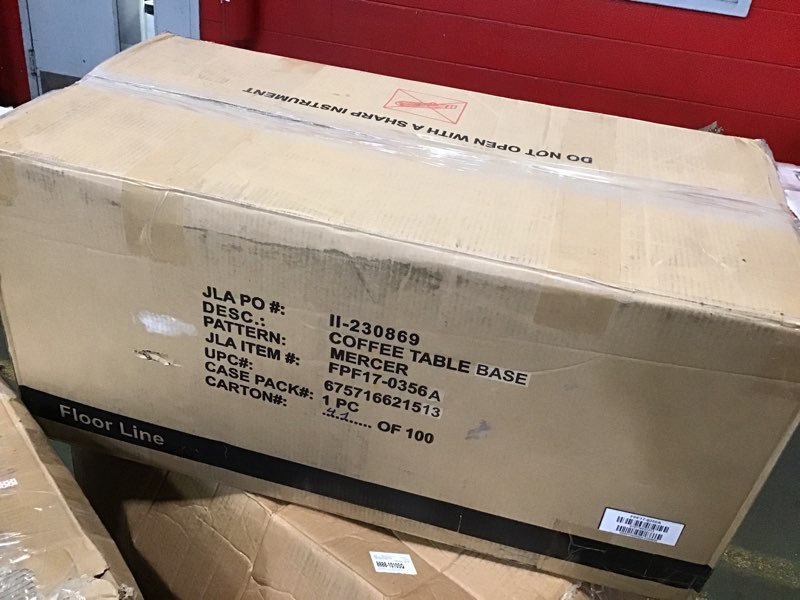 DO NOT OPEN WITH A SHARP INSTRUMENT
JLA PO #: II-230869
DESC.: COFFEE TABLE BASE
PATTERN: MERCER
JLA ITEM #: FPF17-0356A
UPC#: 675716621513
CASE PACK#: 1 PC
CARTON#: 41 OF 100
Floor Line